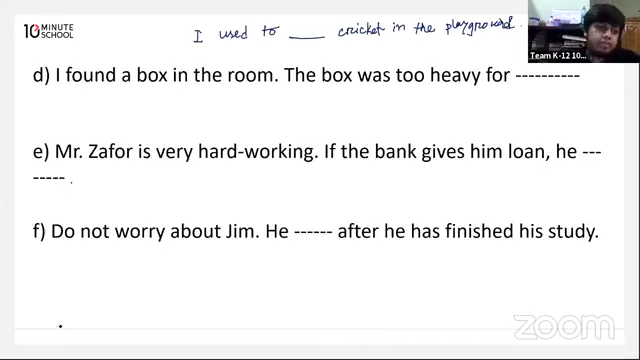 10 MINUTE
SCHOOL
I used to ___ cricket in the playground.
Team K-12 10...
d) I found a box in the room. The box was too heavy for ----------
e) Mr. Zafor is very hard-working. If the bank gives him loan, he ---
-------- .
f) Do not worry about Jim. He ------ after he has finished his study.
zoom